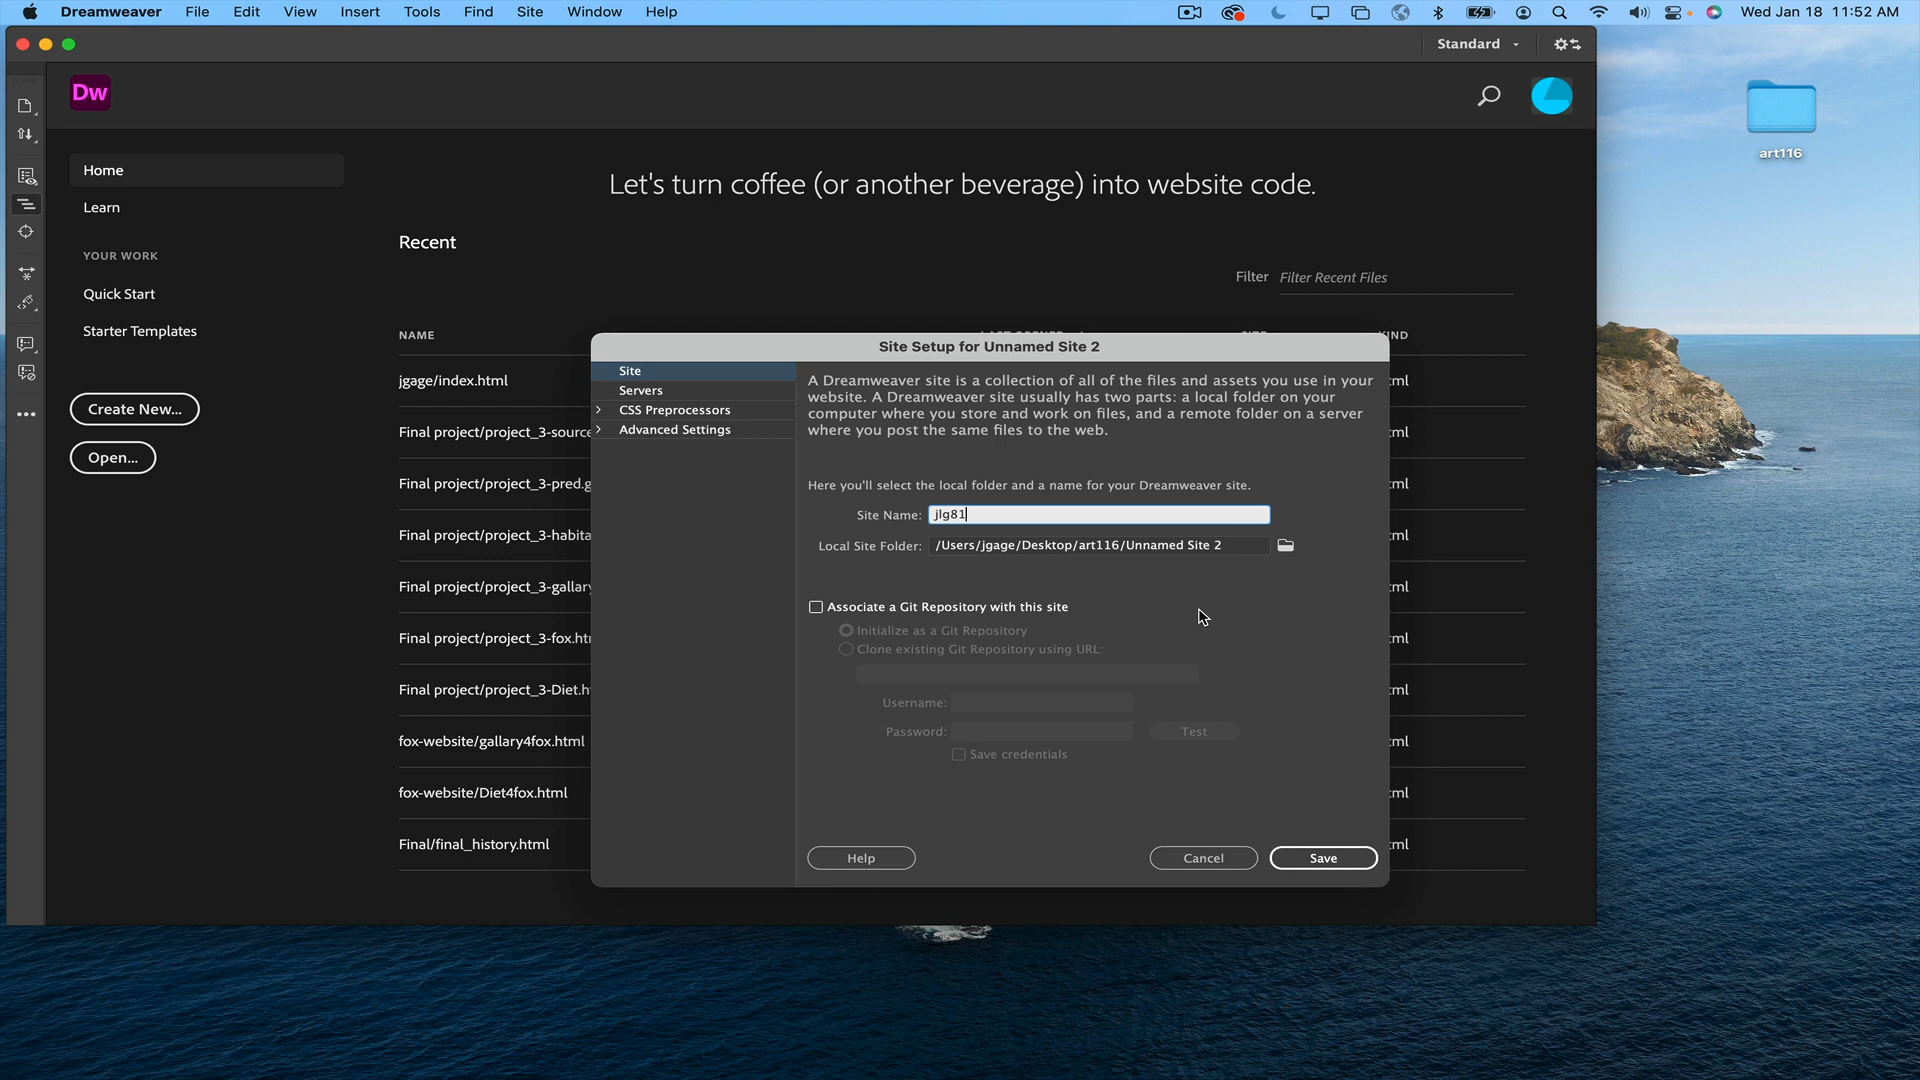 Dreamweaver File Edit View Insert Tools Find Site Window Help Wed Jan 18 11:52 AM
Standard
Dw
art116
Home
Let's turn coffee (or another beverage) into website code.
Learn
Recent
YOUR WORK
Filter Filter Recent Files
Quick Start
Starter Templates
NAME
Site Setup for Unnamed Site 2
Site
Servers
CSS Preprocessors
Advanced Settings
A Dreamweaver site is a collection of all of the files and assets you use in your
website. A Dreamweaver site usually has two parts: a local folder on your
computer where you store and work on files, and a remote folder on a server
where you post the same files to the web.
jgage/index.html
Create New...
Final project/project_3-source
Open...
Final project/project_3-pred.g
Here you'll select the local folder and a name for your Dreamweaver site.
Site Name: jlg81
Final project/project_3-habita
Local Site Folder: /Users/jgage/Desktop/art116/Unnamed Site 2
Final project/project_3-gallary
Associate a Git Repository with this site
Initialize as a Git Repository
Final project/project_3-fox.ht
Clone existing Git Repository using URL:
Final project/project_3-Diet.h
Username:
Password:
Test
fox-website/gallary4fox.html
Save credentials
fox-website/Diet4fox.html
Final/final_history.html
Help Cancel Save